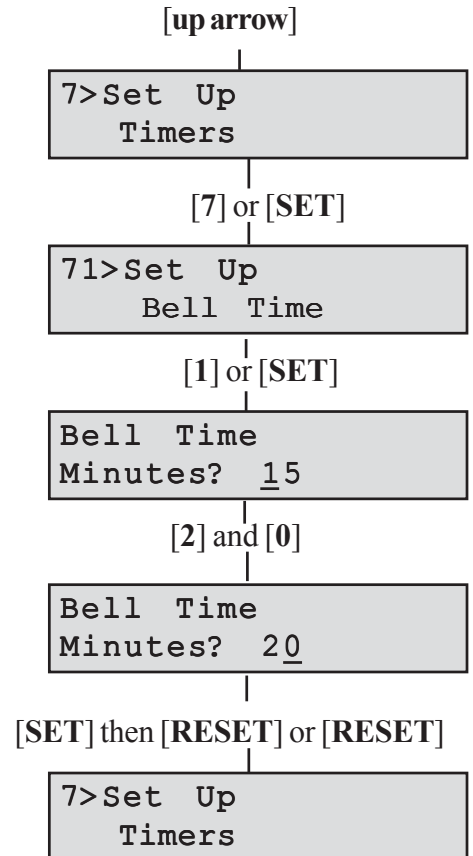 [up arrow]
7>Set Up
Timers
[7] or [SET]
71>Set Up
Bell Time
[1] or [SET]
Bell Time
Minutes? 15
[2] and [0]
Bell Time
Minutes? 20
[SET] then [RESET] or [RESET]
7>Set Up
Timers